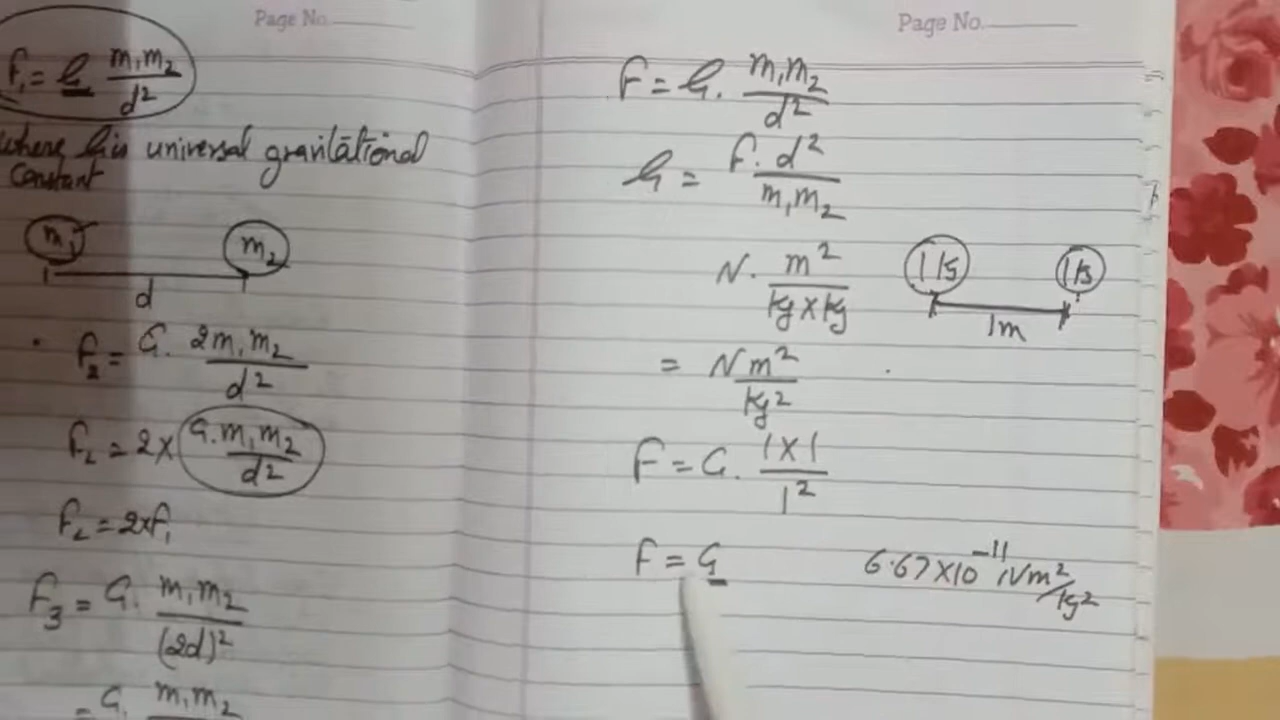 Page No.
F₁ = G m₁m₂/d²
where G is universal gravitational
constant
m₁ m₂
d
F₂ = G. 2m₁m₂/d²
F₂ = 2 × G.m₁m₂/d²
F₂ = 2×F₁
F₃ = G. m₁m₂/(2d)²
= G. m₁m₂
Page No.
F = G. m₁m₂/d²
G = F.d²/m₁m₂
N. m²/kg×kg
1m
= Nm²/kg²
F = G. 1×1/1²
F = G
6.67×10⁻¹¹ Nm²/kg²